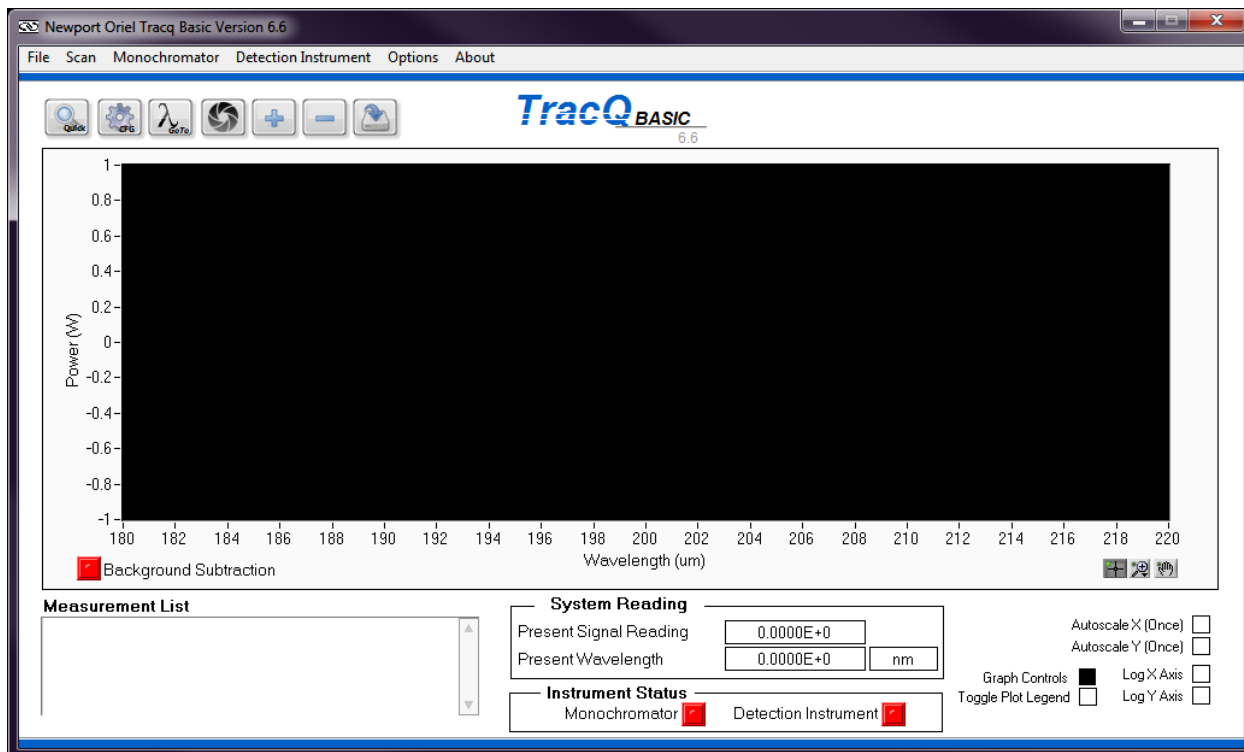 Newport Oriel Tracq Basic Version 6.6
File Scan Monochromator Detection Instrument Options About
Quick CFG GoTo
TracQ BASIC
6.6
1
0.8
0.6
0.4
0.2
0
-0.2
-0.4
-0.6
-0.8
-1
Power (W)
180 182 184 186 188 190 192 194 196 198 200 202 204 206 208 210 212 214 216 218 220
Wavelength (um)
Background Subtraction
Measurement List
System Reading
Present Signal Reading 0.0000E+0
Present Wavelength 0.0000E+0 nm
Instrument Status
Monochromator Detection Instrument
Autoscale X (Once)
Autoscale Y (Once)
Graph Controls Log X Axis
Toggle Plot Legend Log Y Axis